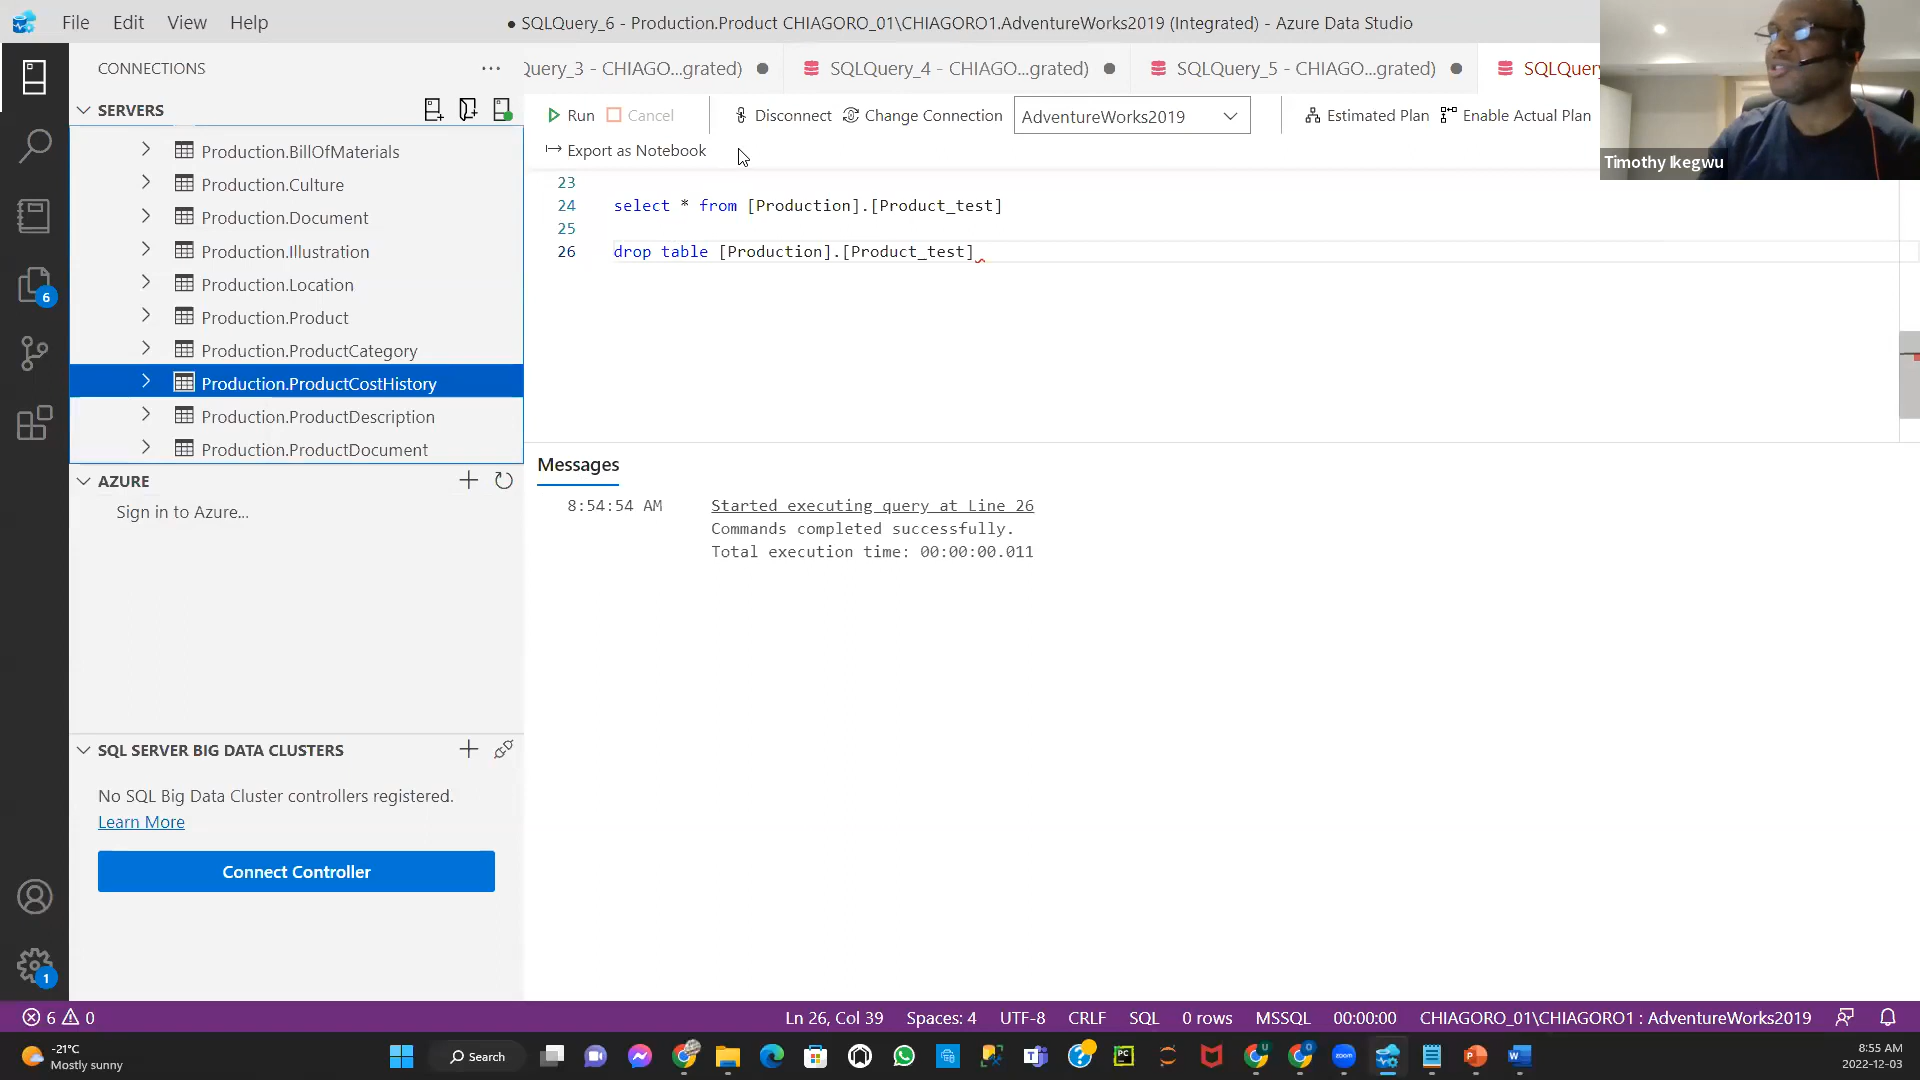 File Edit View Help
● SQLQuery_6 - Production.Product CHIAGORO_01\CHIAGORO1.AdventureWorks2019 (Integrated) - Azure Data Studio
CONNECTIONS
Query_3 - CHIAGO...grated)
SQLQuery_4 - CHIAGO...grated)
SQLQuery_5 - CHIAGO...grated)
SQLQuery
SERVERS
Run Cancel Disconnect Change Connection AdventureWorks2019 Estimated Plan Enable Actual Plan
Export as Notebook
Timothy Ikegwu
Production.BillOfMaterials
Production.Culture
Production.Document
Production.Illustration
Production.Location
Production.Product
Production.ProductCategory
Production.ProductCostHistory
Production.ProductDescription
Production.ProductDocument
23
24 select * from [Production].[Product_test]
25
26 drop table [Production].[Product_test]
Messages
8:54:54 AM Started executing query at Line 26
Commands completed successfully.
Total execution time: 00:00:00.011
AZURE
Sign in to Azure...
SQL SERVER BIG DATA CLUSTERS
No SQL Big Data Cluster controllers registered.
Learn More
Connect Controller
6
1
6 0 Ln 26, Col 39 Spaces: 4 UTF-8 CRLF SQL 0 rows MSSQL 00:00:00 CHIAGORO_01\CHIAGORO1 : AdventureWorks2019
-21°C
Mostly sunny
Search
zoom
8:55 AM
2022-12-03